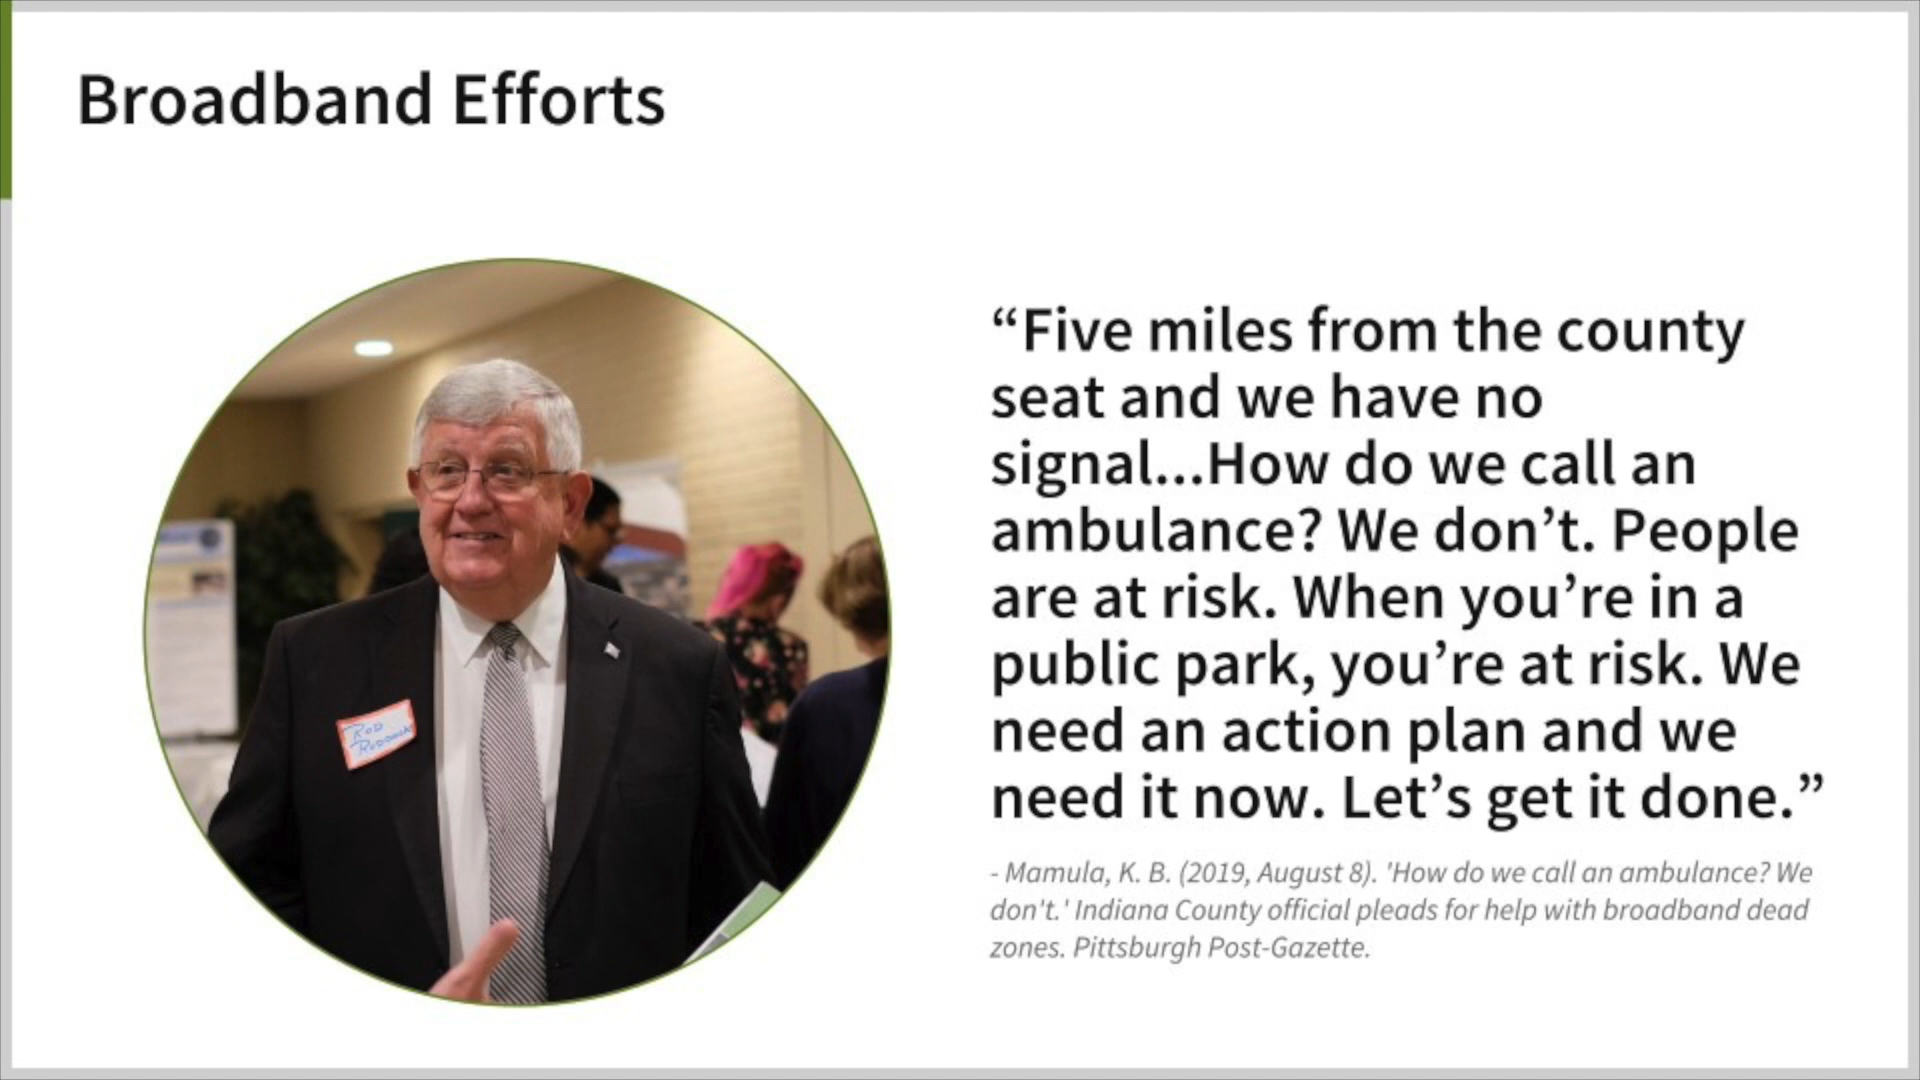 Broadband Efforts
“Five miles from the county
seat and we have no
signal...How do we call an
ambulance? We don’t. People
are at risk. When you’re in a
public park, you’re at risk. We
need an action plan and we
need it now. Let’s get it done.”
- Mamula, K. B. (2019, August 8). 'How do we call an ambulance? We
don't.' Indiana County official pleads for help with broadband dead
zones. Pittsburgh Post-Gazette.
ROD